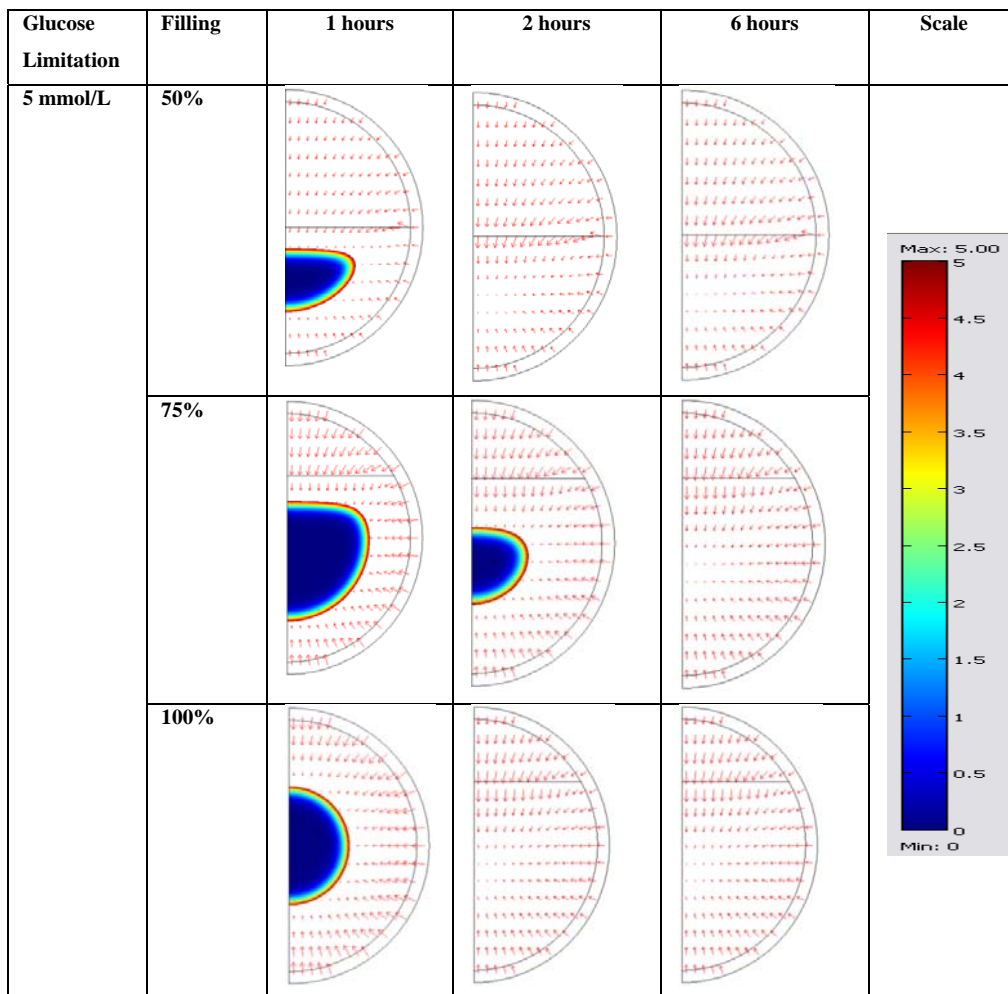 Glucose
Limitation
Filling
1 hours
2 hours
6 hours
Scale
5 mmol/L
50%
75%
100%
Max: 5.00
5
4.5
4
3.5
3
2.5
2
1.5
1
0.5
0
Min: 0